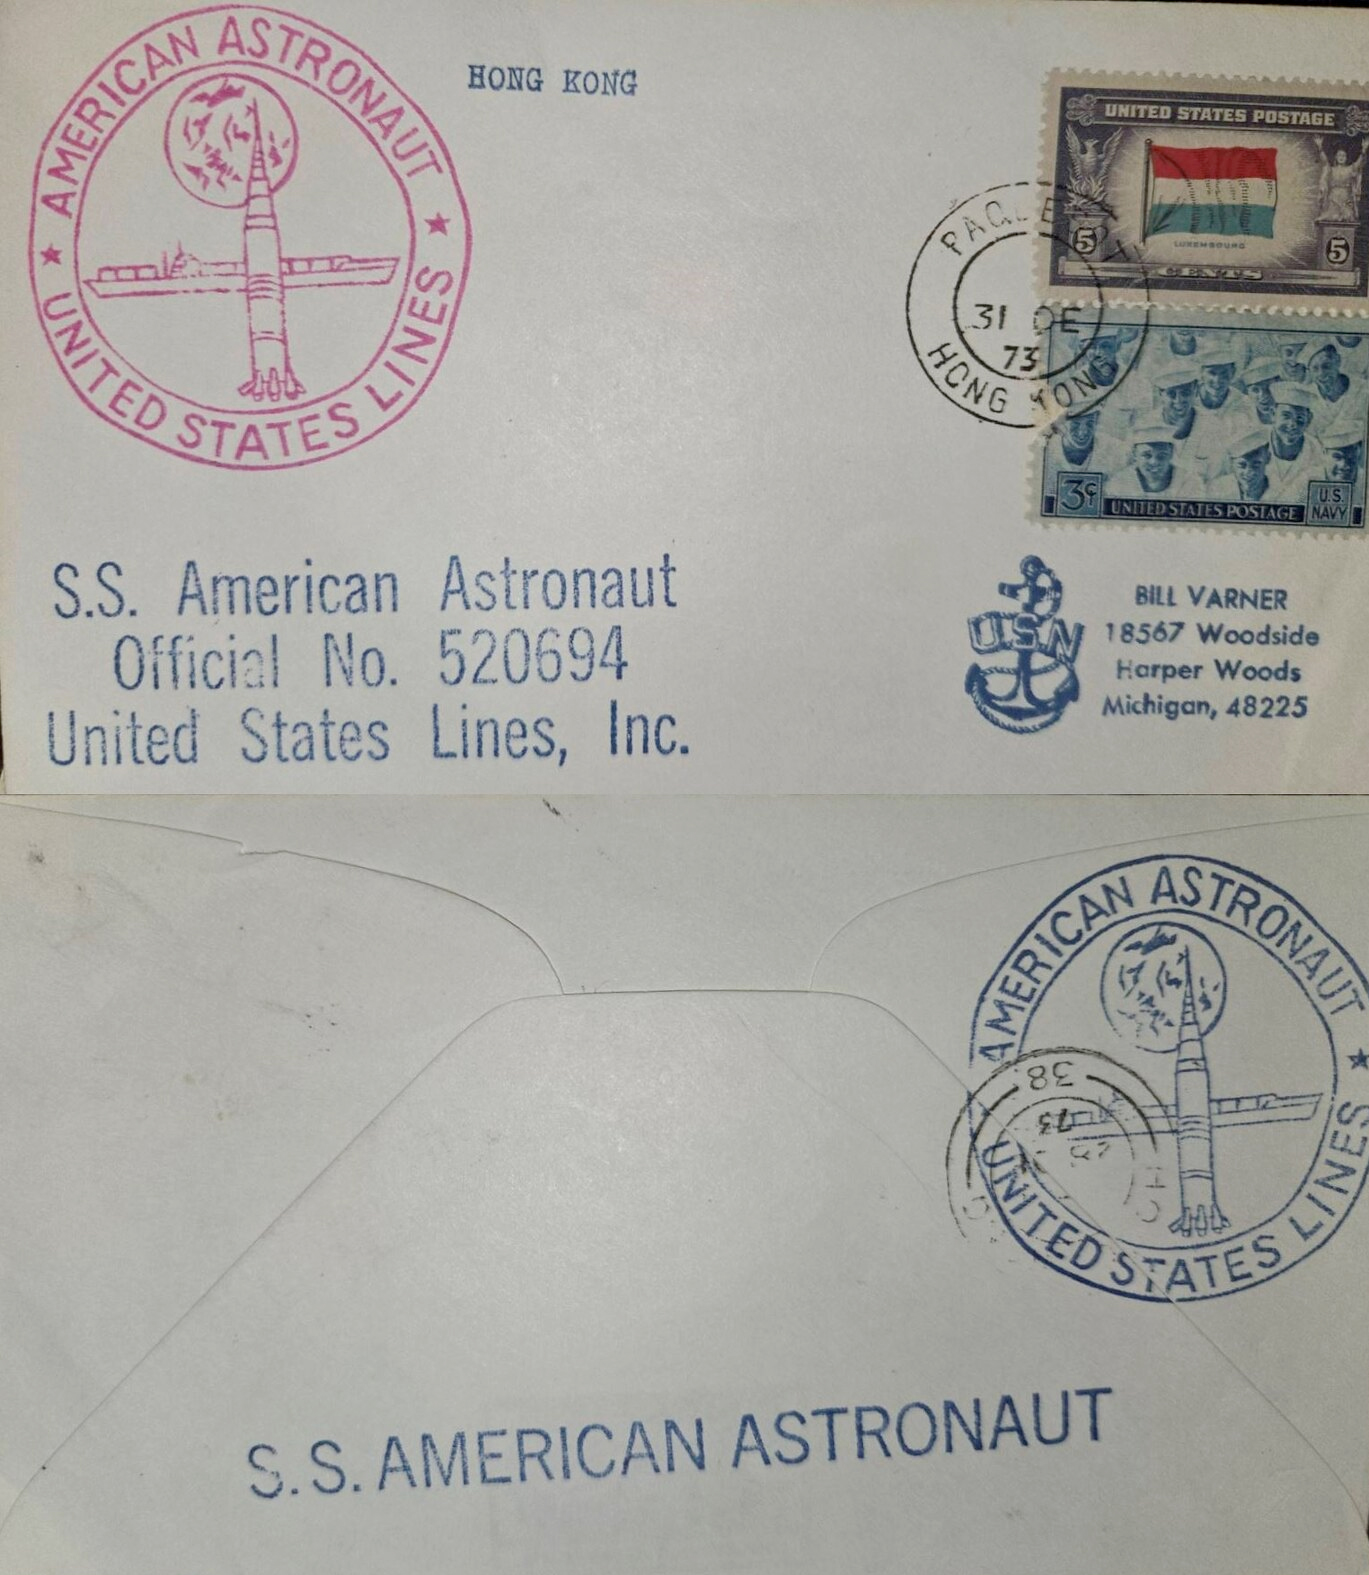 AMERICAN ASTRONAUT
UNITED STATES LINES
HONG KONG
UNITED STATES POSTAGE
LUXEMBOURG
5 5
CENTS
31 DE
73
HONG KONG
3¢
UNITED STATES POSTAGE
U.S.
NAVY
S.S. American Astronaut
Official No. 520694
United States Lines, Inc.
U.S.N
BILL VARNER
18567 Woodside
Harper Woods
Michigan, 48225
AMERICAN ASTRONAUT
UNITED STATES LINES
38
73
S.S. AMERICAN ASTRONAUT